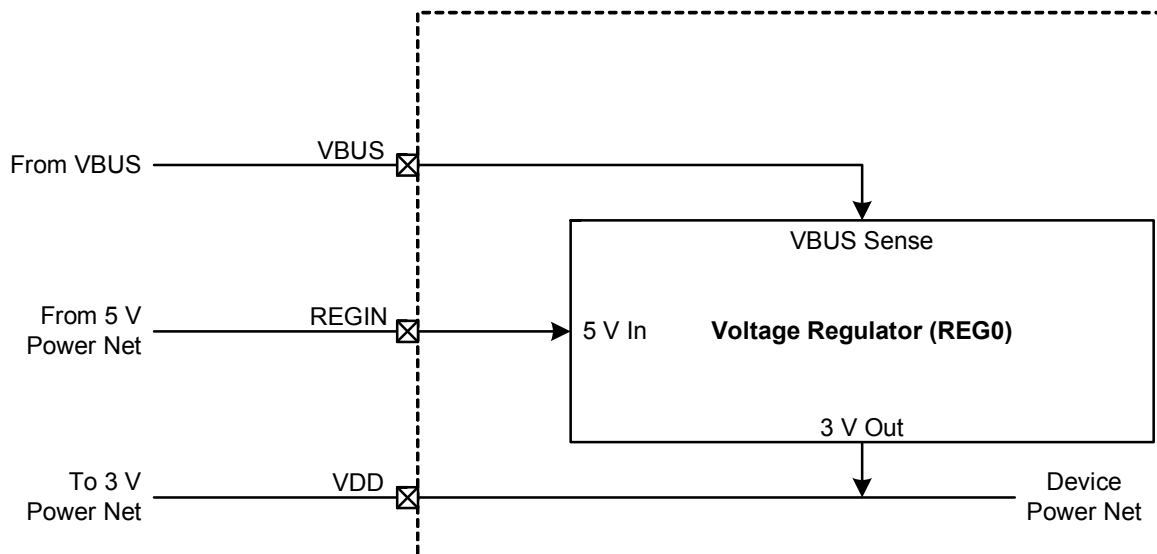 From VBUS
VBUS
VBUS Sense
From 5 V
Power Net
REGIN
5 V In
Voltage Regulator (REG0)
3 V Out
To 3 V
Power Net
VDD
Device
Power Net